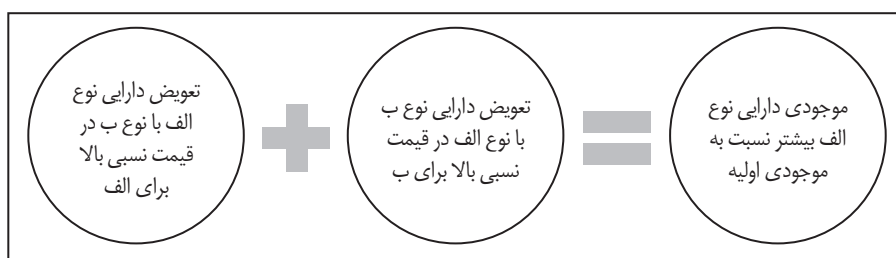 تعویض دارایی نوع
الف با نوع ب در
قیمت نسبی بالا
برای الف
تعویض دارایی نوع ب
با نوع الف در قیمت
نسبی بالا برای ب
موجودی دارایی نوع
الف بیشتر نسبت به
موجودی اولیه